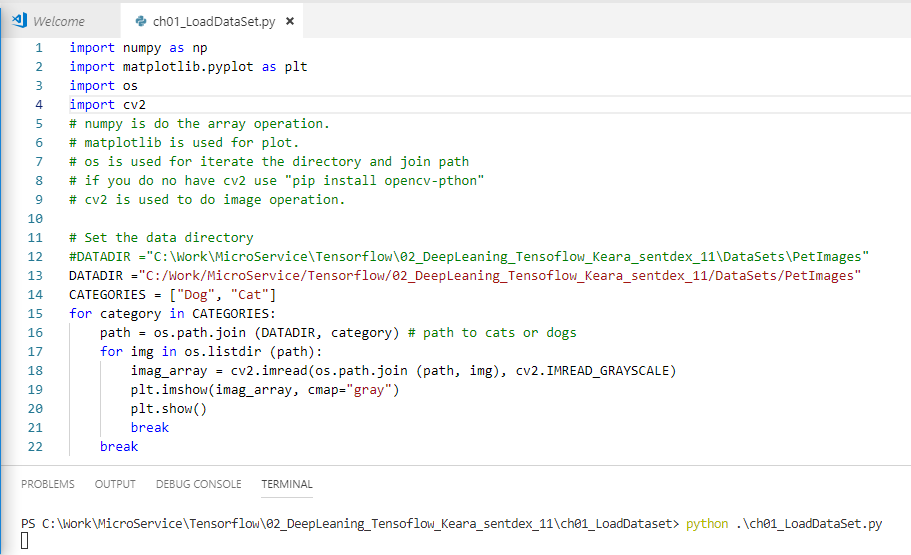 Welcome ch01_LoadDataSet.py ×
1 import numpy as np
2 import matplotlib.pyplot as plt
3 import os
4 import cv2
5 # numpy is do the array operation.
6 # matplotlib is used for plot.
7 # os is used for iterate the directory and join path
8 # if you do no have cv2 use "pip install opencv-pthon"
9 # cv2 is used to do image operation.
10
11 # Set the data directory
12 #DATADIR ="C:\Work\MicroService\Tensorflow\02_DeepLeaning_Tensoflow_Keara_sentdex_11\DataSets\PetImages"
13 DATADIR ="C:/Work/MicroService/Tensorflow/02_DeepLeaning_Tensoflow_Keara_sentdex_11/DataSets/PetImages"
14 CATEGORIES = ["Dog", "Cat"]
15 for category in CATEGORIES:
16     path = os.path.join (DATADIR, category) # path to cats or dogs
17     for img in os.listdir (path):
18         imag_array = cv2.imread(os.path.join (path, img), cv2.IMREAD_GRAYSCALE)
19         plt.imshow(imag_array, cmap="gray")
20         plt.show()
21         break
22     break
PROBLEMS OUTPUT DEBUG CONSOLE TERMINAL
PS C:\Work\MicroService\Tensorflow\02_DeepLeaning_Tensoflow_Keara_sentdex_11\ch01_LoadDataset> python .\ch01_LoadDataSet.py